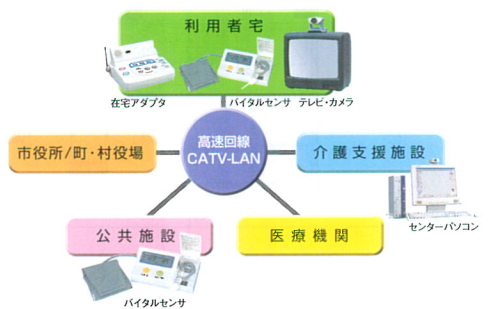 利用者宅
在宅アダプタ
バイタルセンサ
テレビ・カメラ
高速回線
CATV-LAN
市役所/町・村役場
介護支援施設
センターパソコン
公共施設
医療機関
バイタルセンサ